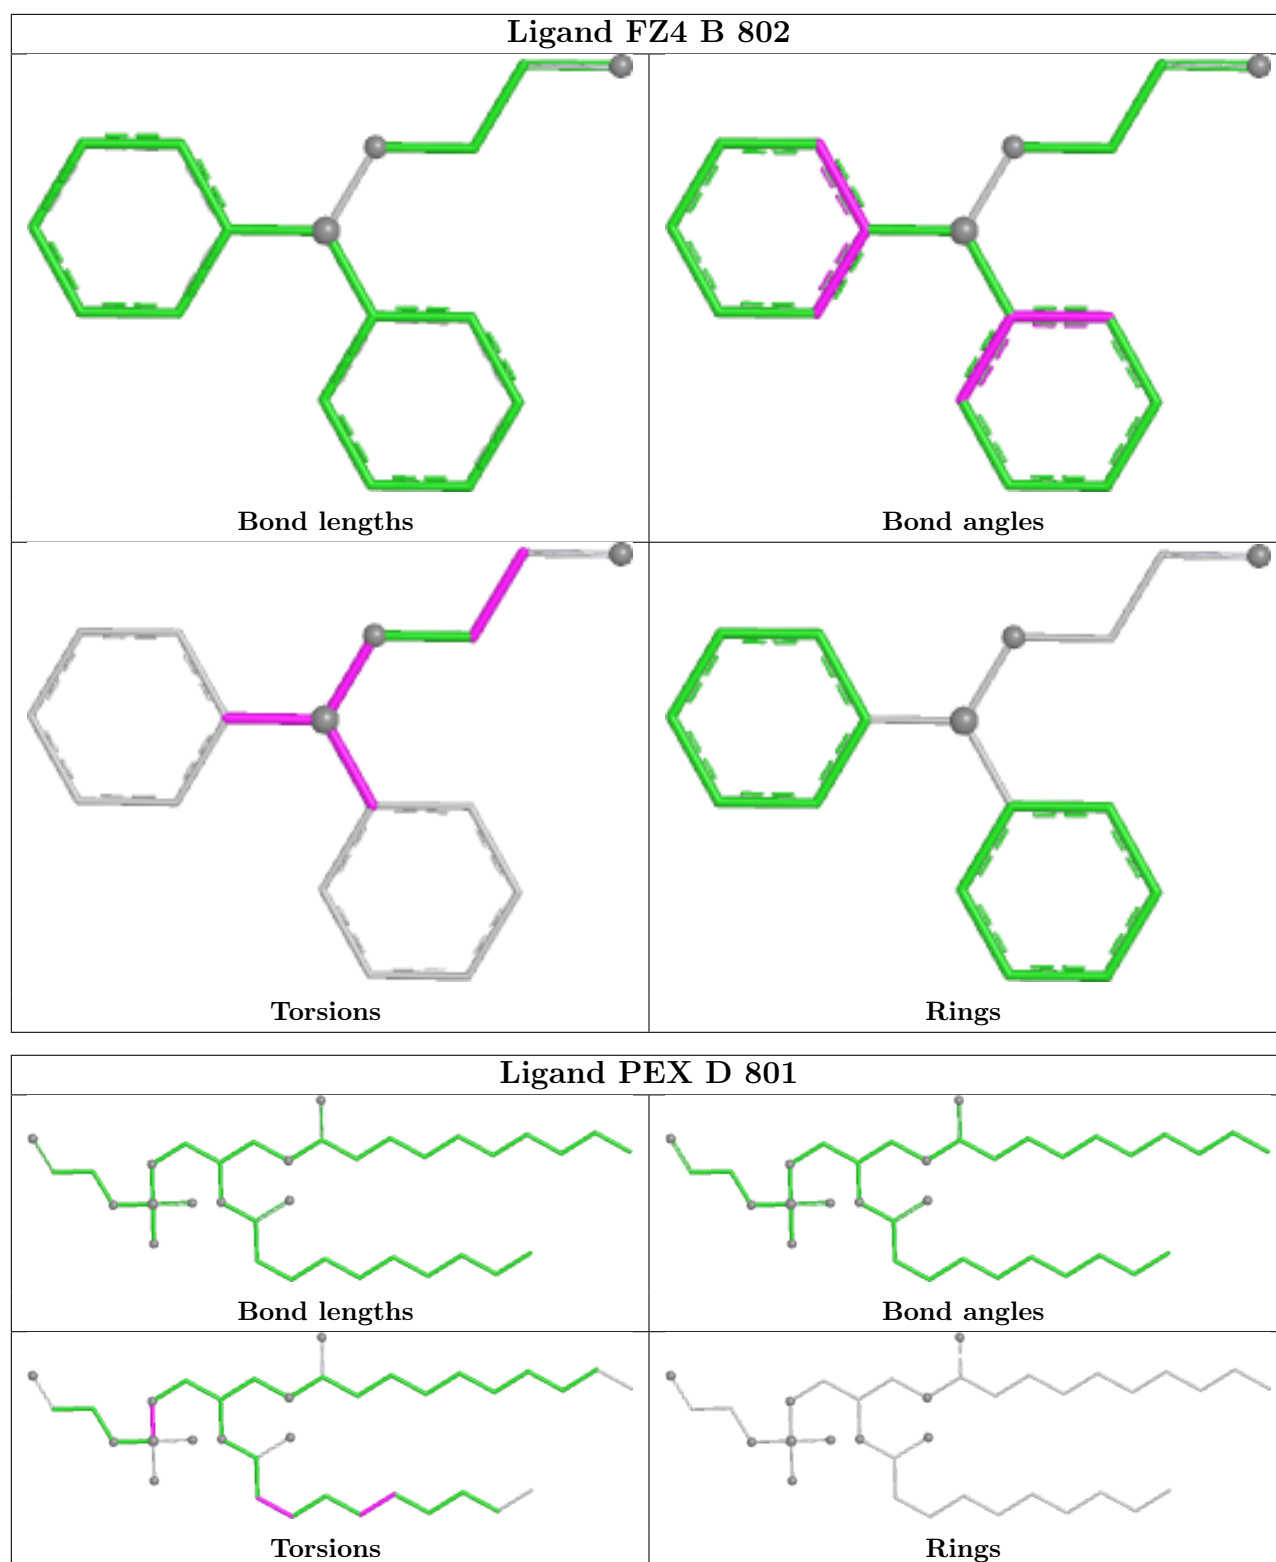 Ligand FZ4 B 802
Bond lengths
Bond angles
Torsions
Rings
Ligand PEX D 801
Bond lengths
Bond angles
Torsions
Rings